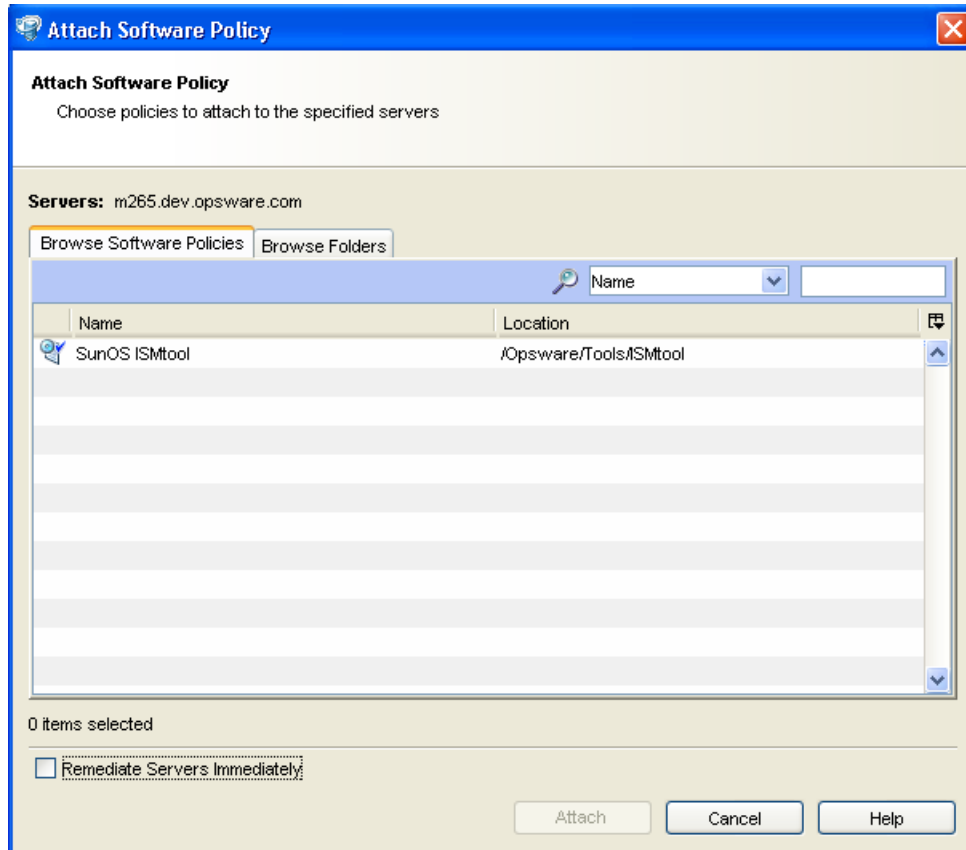 Attach Software Policy
Attach Software Policy
Choose policies to attach to the specified servers
Servers: m265.dev.opsware.com
Browse Software Policies Browse Folders
Name
Name Location
SunOS ISMtool /Opsware/Tools/ISMtool
0 items selected
Remediate Servers Immediately
Attach Cancel Help